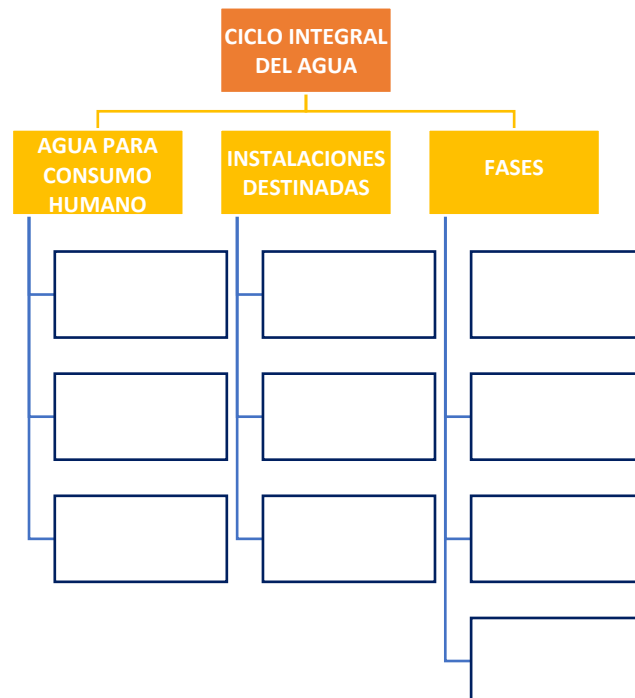 CICLO INTEGRAL
DEL AGUA
AGUA PARA
CONSUMO
HUMANO
INSTALACIONES
DESTINADAS
FASES